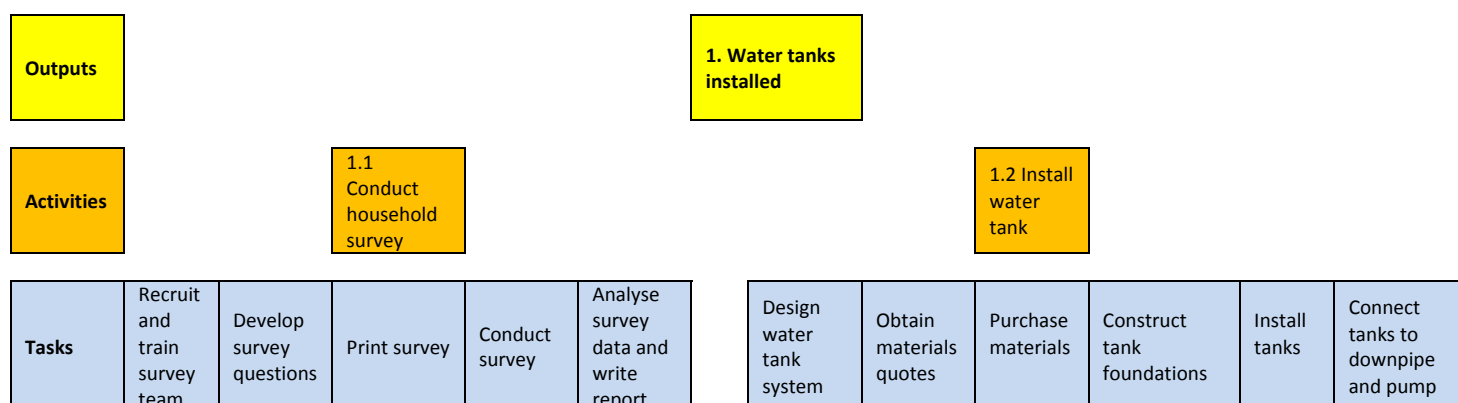 Outputs
1. Water tanks
installed
Activities
1.1
Conduct
household
survey
1.2 Install
water
tank
Tasks
Recruit
and
train
survey
team
Develop
survey
questions
Print survey
Conduct
survey
Analyse
survey
data and
write
report
Design
water
tank
system
Obtain
materials
quotes
Purchase
materials
Construct
tank
foundations
Install
tanks
Connect
tanks to
downpipe
and pump